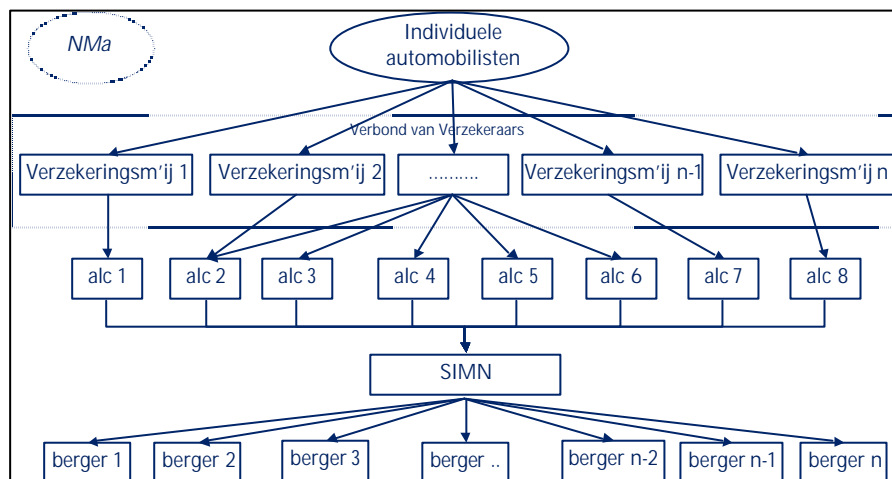 NMa
Individuele
automobilisten
Verbond van Verzekeraars
Verzekeringsm'ij 1
Verzekeringsm'ij 2
..........
Verzekeringsm'ij n-1
Verzekeringsm'ij n
alc 1
alc 2
alc 3
alc 4
alc 5
alc 6
alc 7
alc 8
SIMN
berger 1
berger 2
berger 3
berger ..
berger n-2
berger n-1
berger n